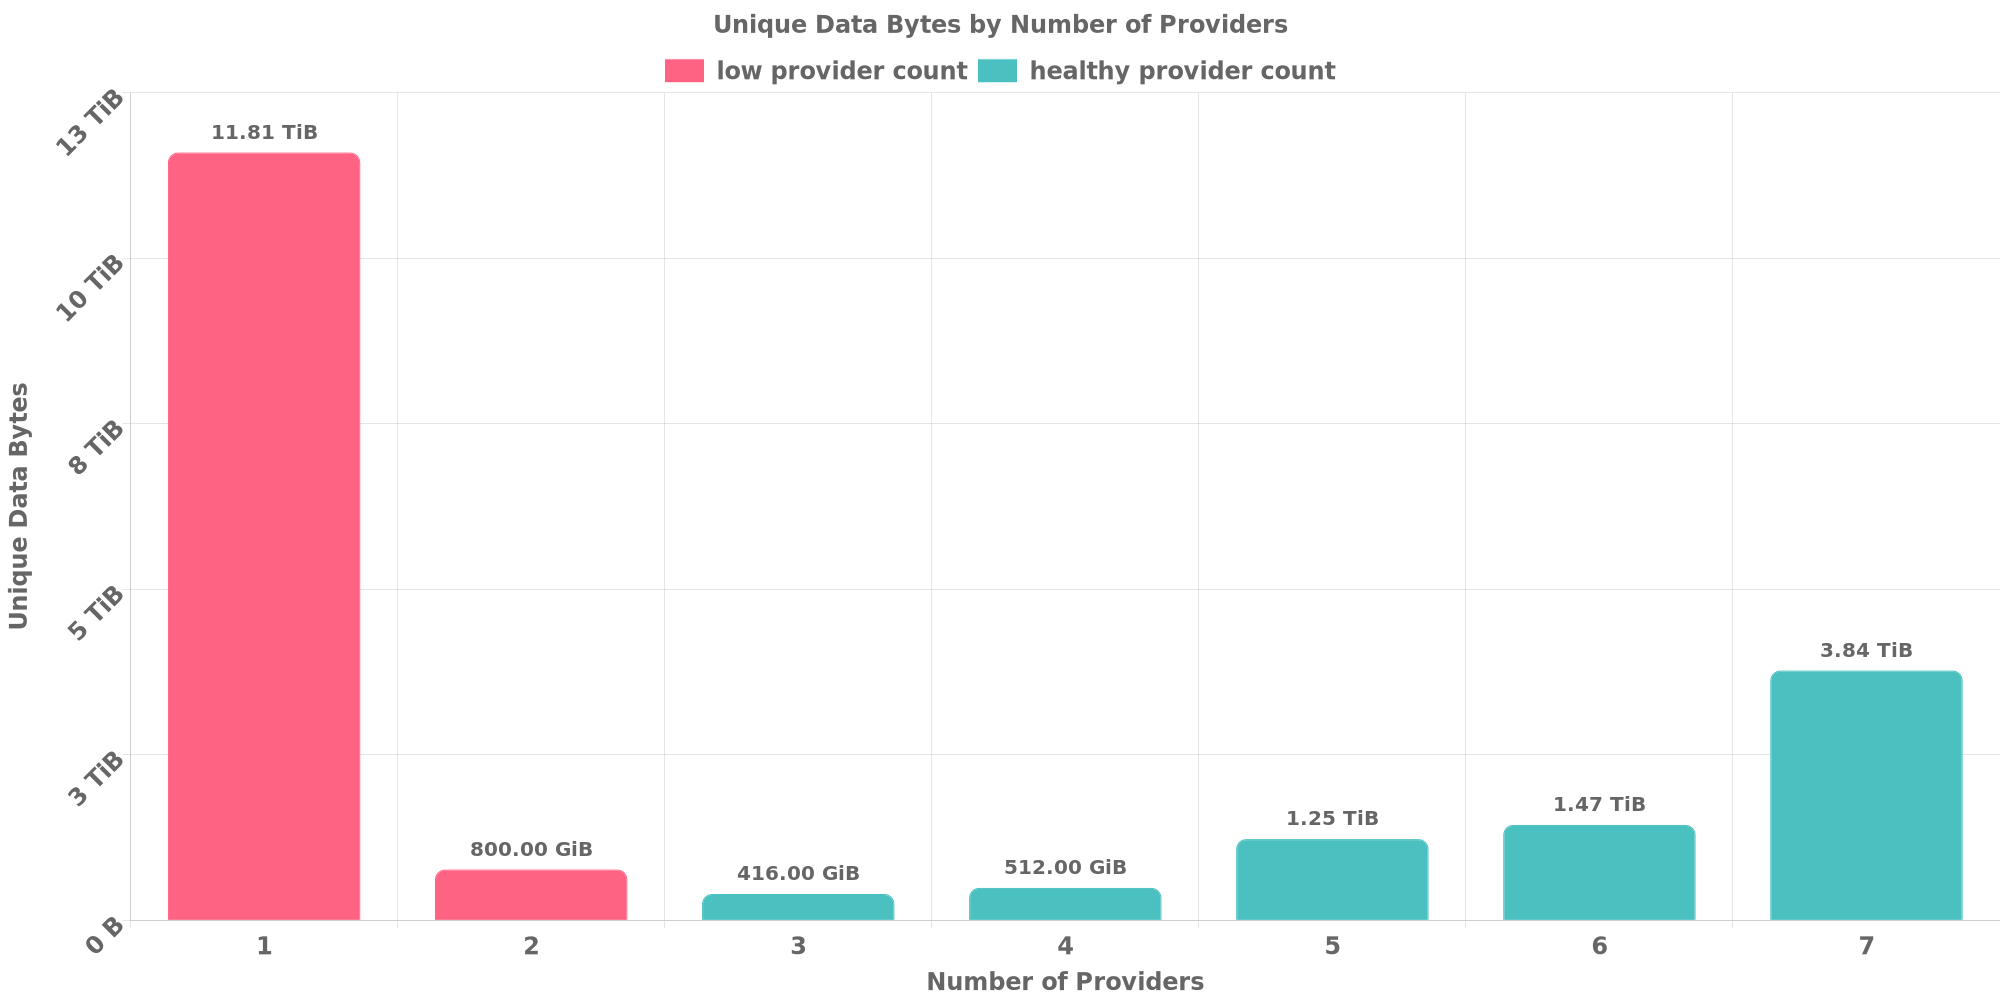 Unique Data Bytes by Number of Providers
low provider count healthy provider count
13 TiB
10 TiB
8 TiB
5 TiB
3 TiB
0 B
Unique Data Bytes
11.81 TiB
800.00 GiB
416.00 GiB
512.00 GiB
1.25 TiB
1.47 TiB
3.84 TiB
1 2 3 4 5 6 7
Number of Providers